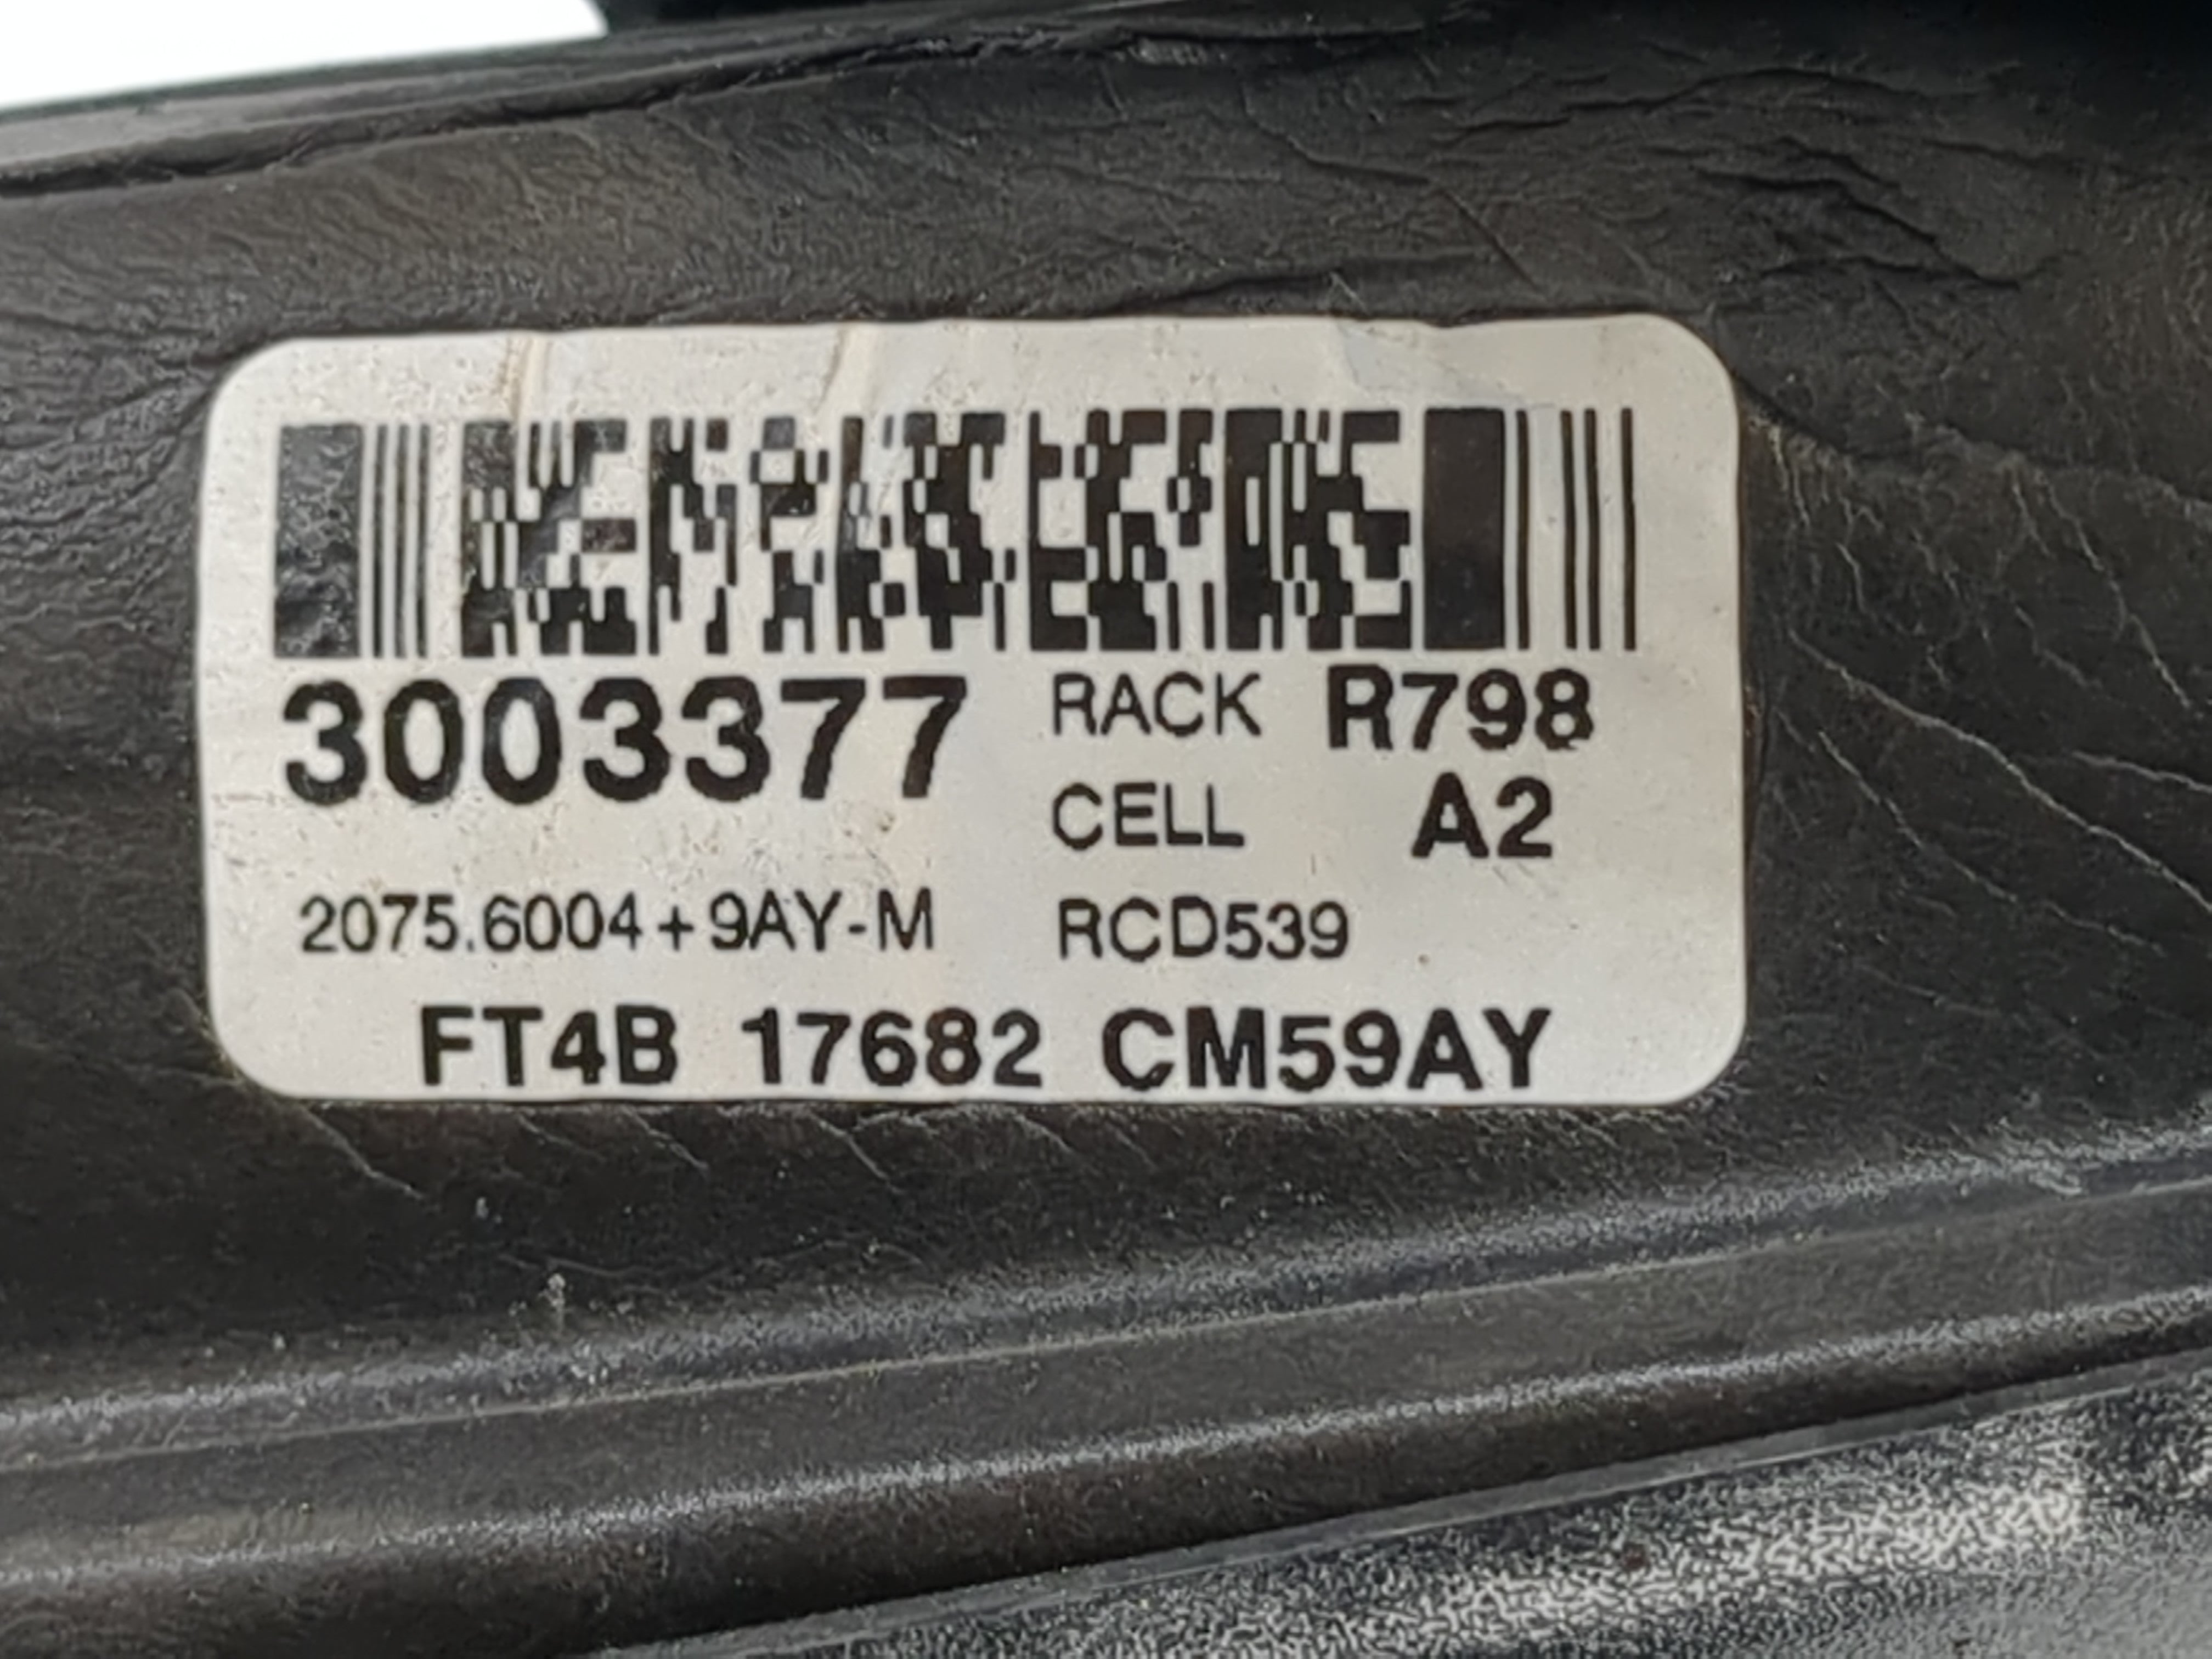 3003377 RACK R798
CELL A2
2075.6004+9AY-M RCD539
FT4B 17682 CM59AY